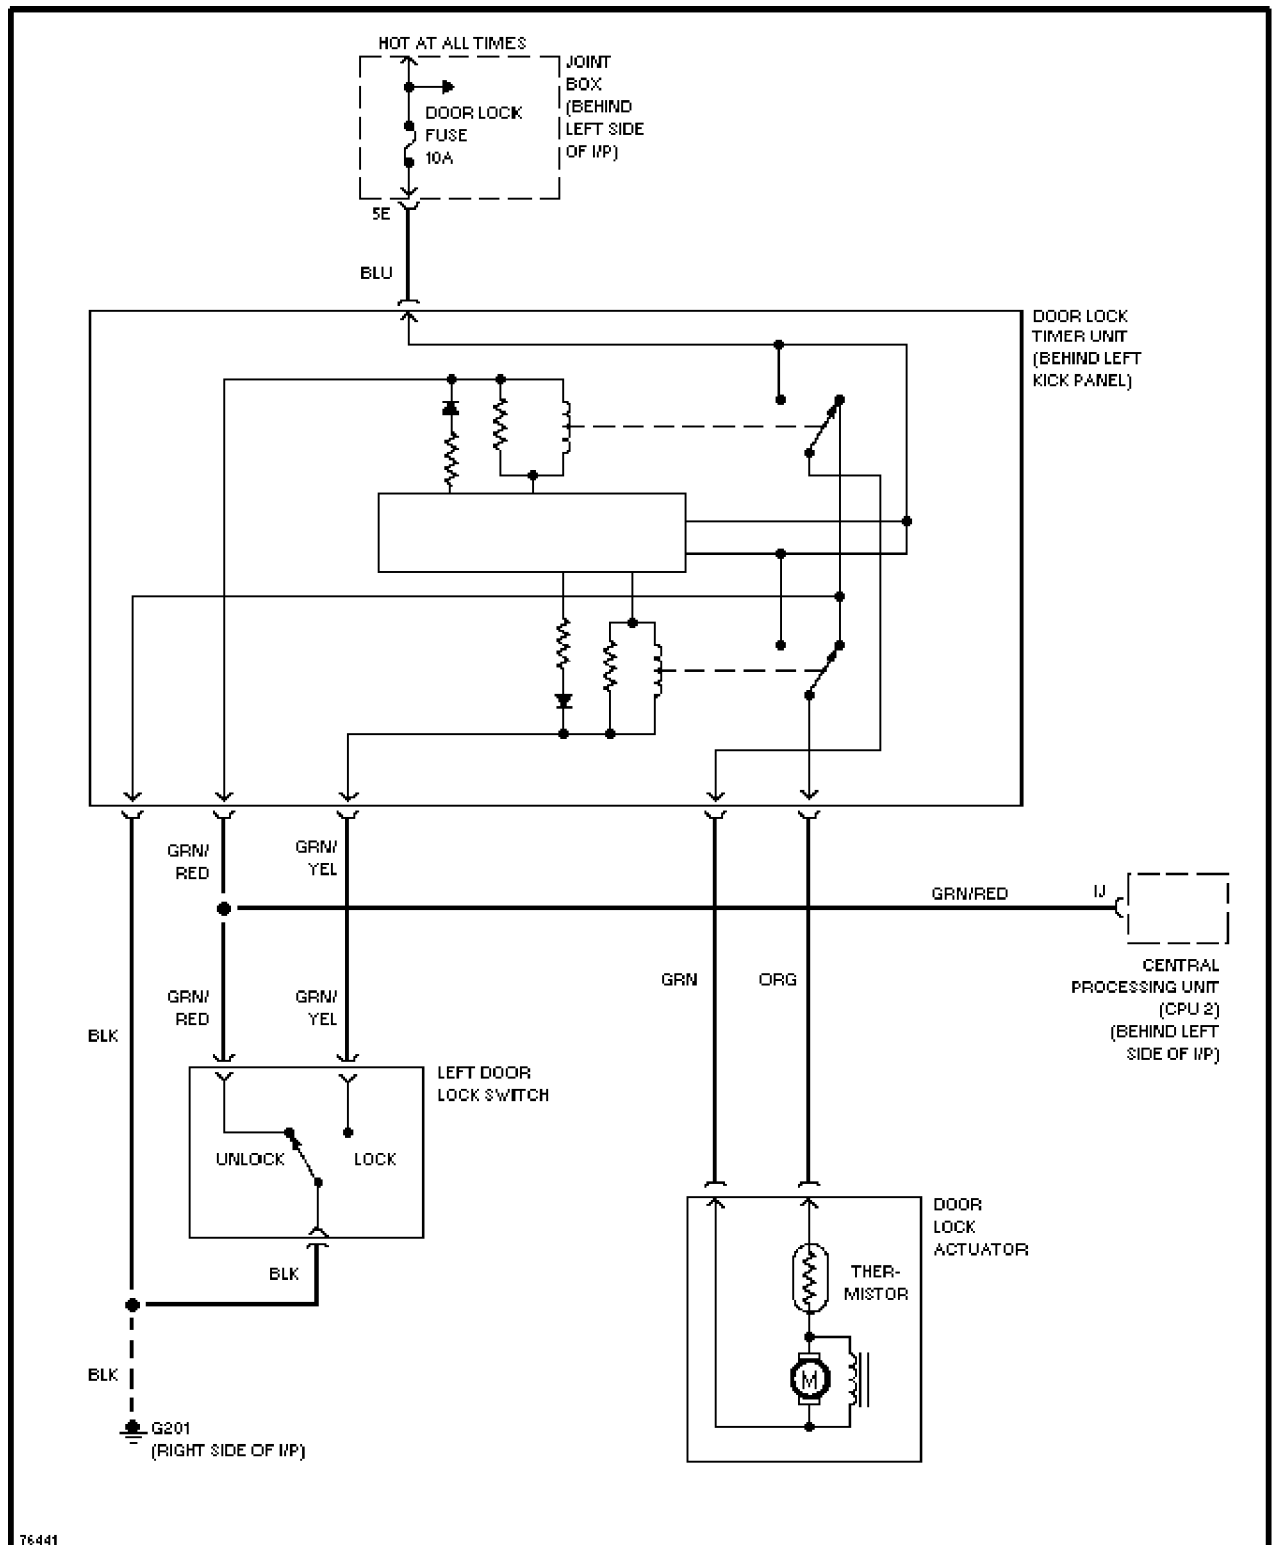 HOT AT ALL TIMES
JOINT
BOX
(BEHIND
LEFT SIDE
OF I/P)
DOOR LOCK
FUSE
10A
5E
BLU
DOOR LOCK
TIMER UNIT
(BEHIND LEFT
KICK PANEL)
GRN/
RED
GRN/
YEL
GRN/RED
IJ
CENTRAL
PROCESSING UNIT
(CPU 2)
(BEHIND LEFT
SIDE OF I/P)
GRN
ORG
GRN/
RED
GRN/
YEL
BLK
LEFT DOOR
LOCK SWITCH
UNLOCK
LOCK
BLK
DOOR
LOCK
ACTUATOR
THER-
MISTOR
M
BLK
G201
(RIGHT SIDE OF I/P)
76441